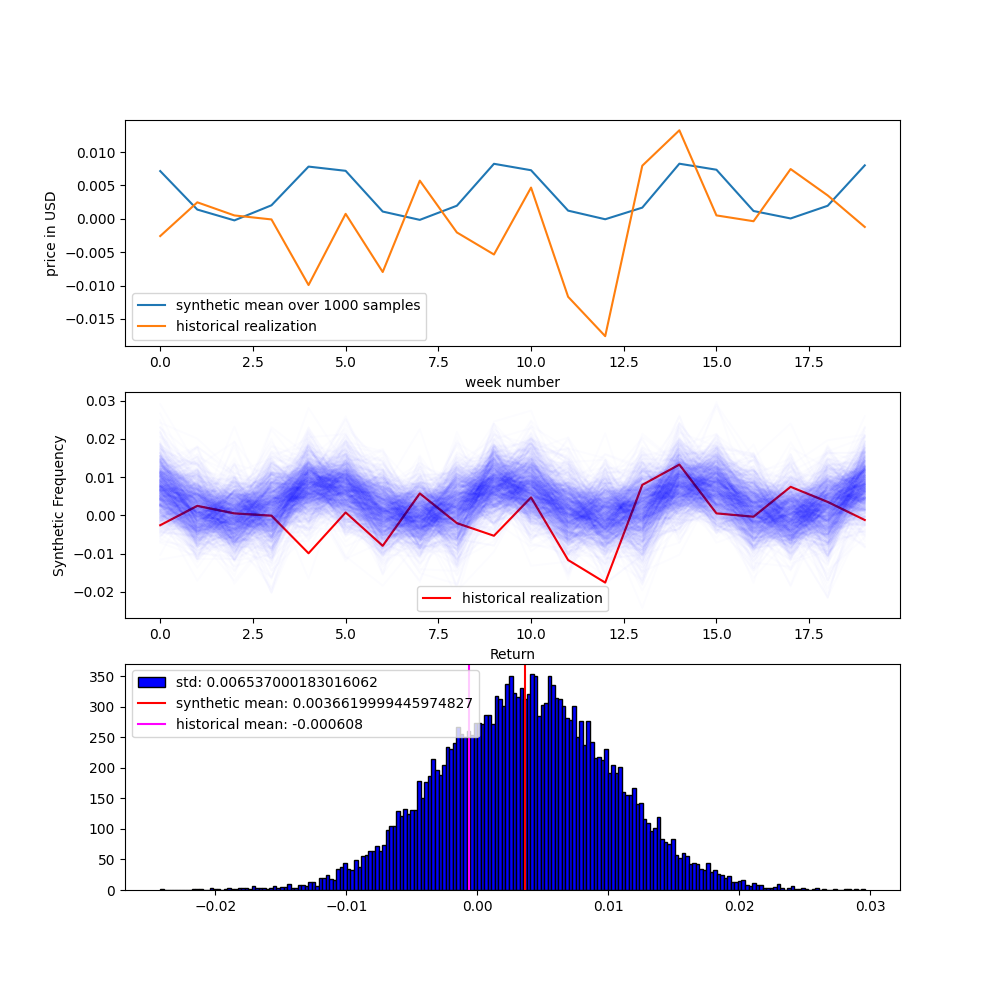 0.010
0.005
0.000
−0.005
−0.010
−0.015
price in USD
synthetic mean over 1000 samples
historical realization
0.0 2.5 5.0 7.5 10.0 12.5 15.0 17.5
week number
0.03
0.02
0.01
0.00
−0.01
−0.02
Synthetic Frequency
historical realization
0.0 2.5 5.0 7.5 10.0 12.5 15.0 17.5
Return
350
300
250
200
150
100
50
0
std: 0.006537000183016062
synthetic mean: 0.0036619999445974827
historical mean: -0.000608
−0.02 −0.01 0.00 0.01 0.02 0.03